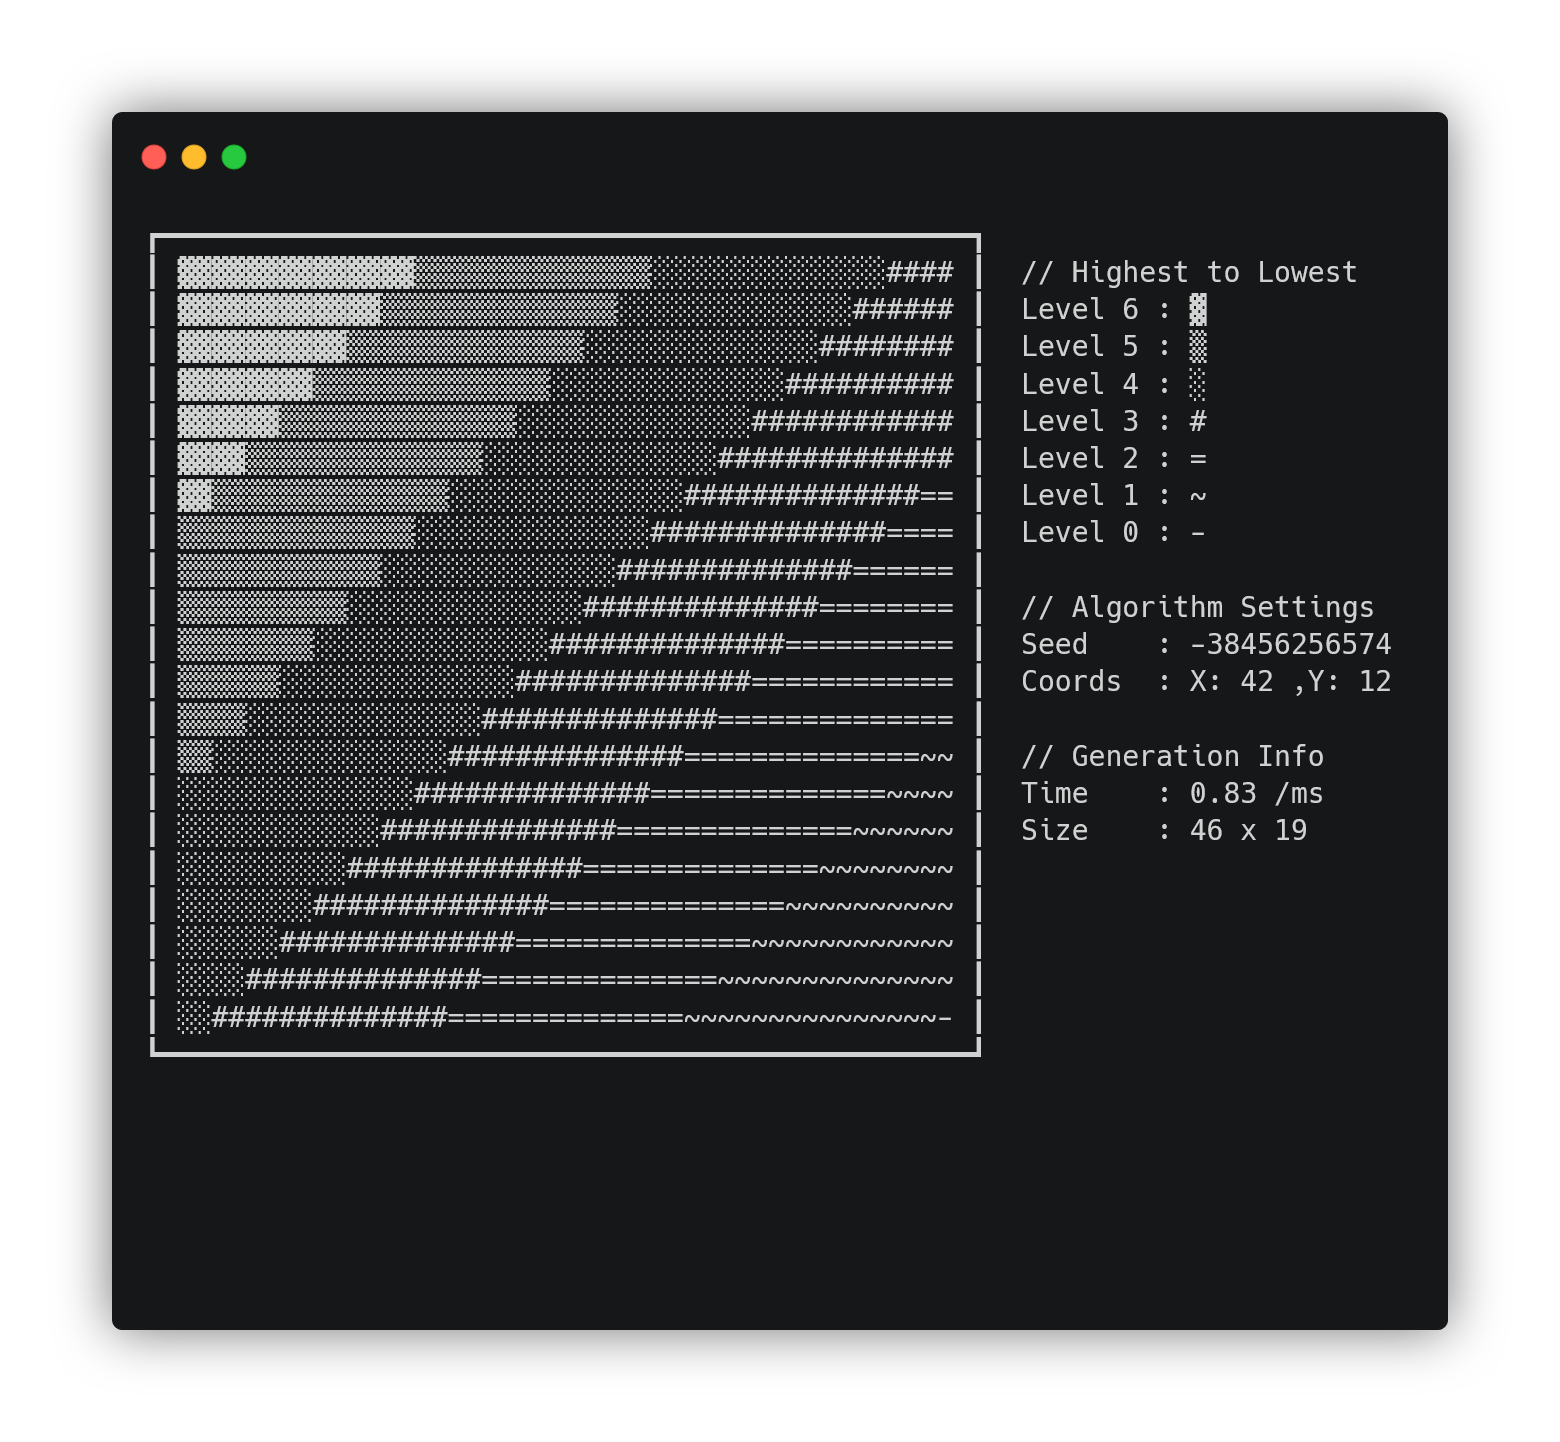 ▓▓▓▓▓▓▓▓▓▓▓▓▓▓▒▒▒▒▒▒▒▒▒▒▒▒▒▒░░░░░░░░░░░░░░#### // Highest to Lowest
▓▓▓▓▓▓▓▓▓▓▓▓▒▒▒▒▒▒▒▒▒▒▒▒▒▒░░░░░░░░░░░░░░###### Level 6 : ▓
▓▓▓▓▓▓▓▓▓▓▒▒▒▒▒▒▒▒▒▒▒▒▒▒░░░░░░░░░░░░░░######## Level 5 : ▒
▓▓▓▓▓▓▓▓▒▒▒▒▒▒▒▒▒▒▒▒▒▒░░░░░░░░░░░░░░########## Level 4 : ░
▓▓▓▓▓▓▒▒▒▒▒▒▒▒▒▒▒▒▒▒░░░░░░░░░░░░░░############ Level 3 : #
▓▓▓▓▒▒▒▒▒▒▒▒▒▒▒▒▒▒░░░░░░░░░░░░░░############## Level 2 : =
▓▓▒▒▒▒▒▒▒▒▒▒▒▒▒▒░░░░░░░░░░░░░░##############== Level 1 : ~
▒▒▒▒▒▒▒▒▒▒▒▒▒▒░░░░░░░░░░░░░░##############==== Level 0 : -
▒▒▒▒▒▒▒▒▒▒▒▒░░░░░░░░░░░░░░##############======
▒▒▒▒▒▒▒▒▒▒░░░░░░░░░░░░░░##############======== // Algorithm Settings
▒▒▒▒▒▒▒▒░░░░░░░░░░░░░░##############========== Seed    : -38456256574
▒▒▒▒▒▒░░░░░░░░░░░░░░##############============ Coords  : X: 42 ,Y: 12
▒▒▒▒░░░░░░░░░░░░░░##############==============
▒▒░░░░░░░░░░░░░░##############==============~~ // Generation Info
░░░░░░░░░░░░░░##############==============~~~~ Time    : 0.83 /ms
░░░░░░░░░░░░##############==============~~~~~~ Size    : 46 x 19
░░░░░░░░░░##############==============~~~~~~~~
░░░░░░░░##############==============~~~~~~~~~~
░░░░░░##############==============~~~~~~~~~~~~
░░░░##############==============~~~~~~~~~~~~~~
░░##############==============~~~~~~~~~~~~~~~-